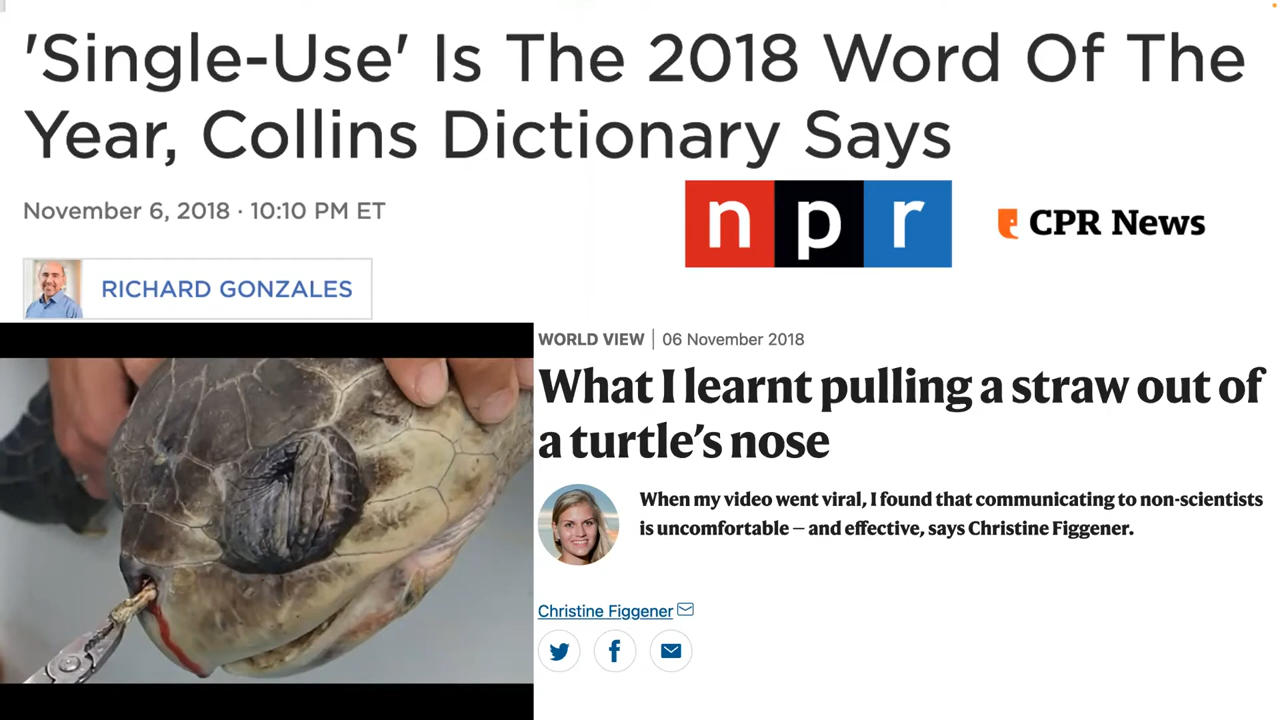 'Single-Use' Is The 2018 Word Of The
Year, Collins Dictionary Says
November 6, 2018 · 10:10 PM ET
npr
CPR News
RICHARD GONZALES
WORLD VIEW | 06 November 2018
What I learnt pulling a straw out of
a turtle’s nose
When my video went viral, I found that communicating to non-scientists
is uncomfortable – and effective, says Christine Figgener.
Christine Figgener